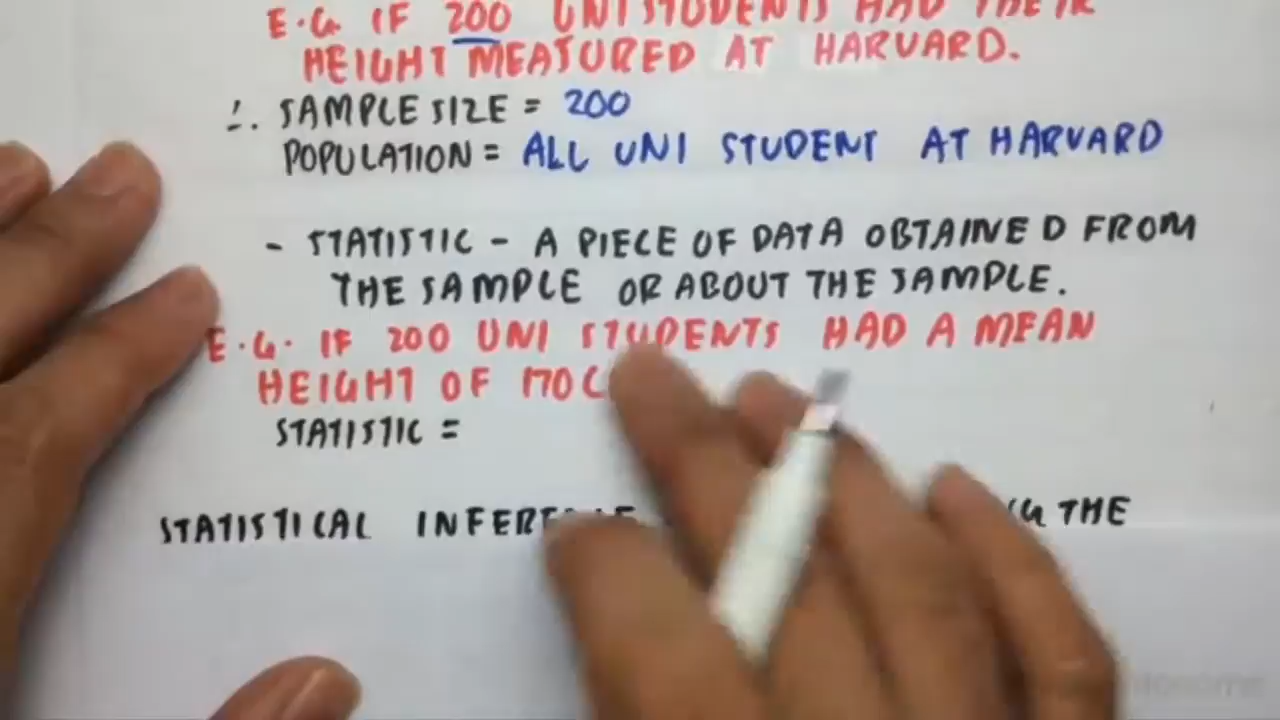 E.G. IF 200 UNI STUDENTS HAD THEIR
HEIGHT MEASURED AT HARVARD.
∴ SAMPLE SIZE = 200
POPULATION = ALL UNI STUDENT AT HARVARD
- STATISTIC - A PIECE OF DATA OBTAINED FROM
THE SAMPLE OR ABOUT THE SAMPLE.
E.G. IF 200 UNI STUDENTS HAD A MEAN
HEIGHT OF 170C
STATISTIC =
STATISTICAL THE